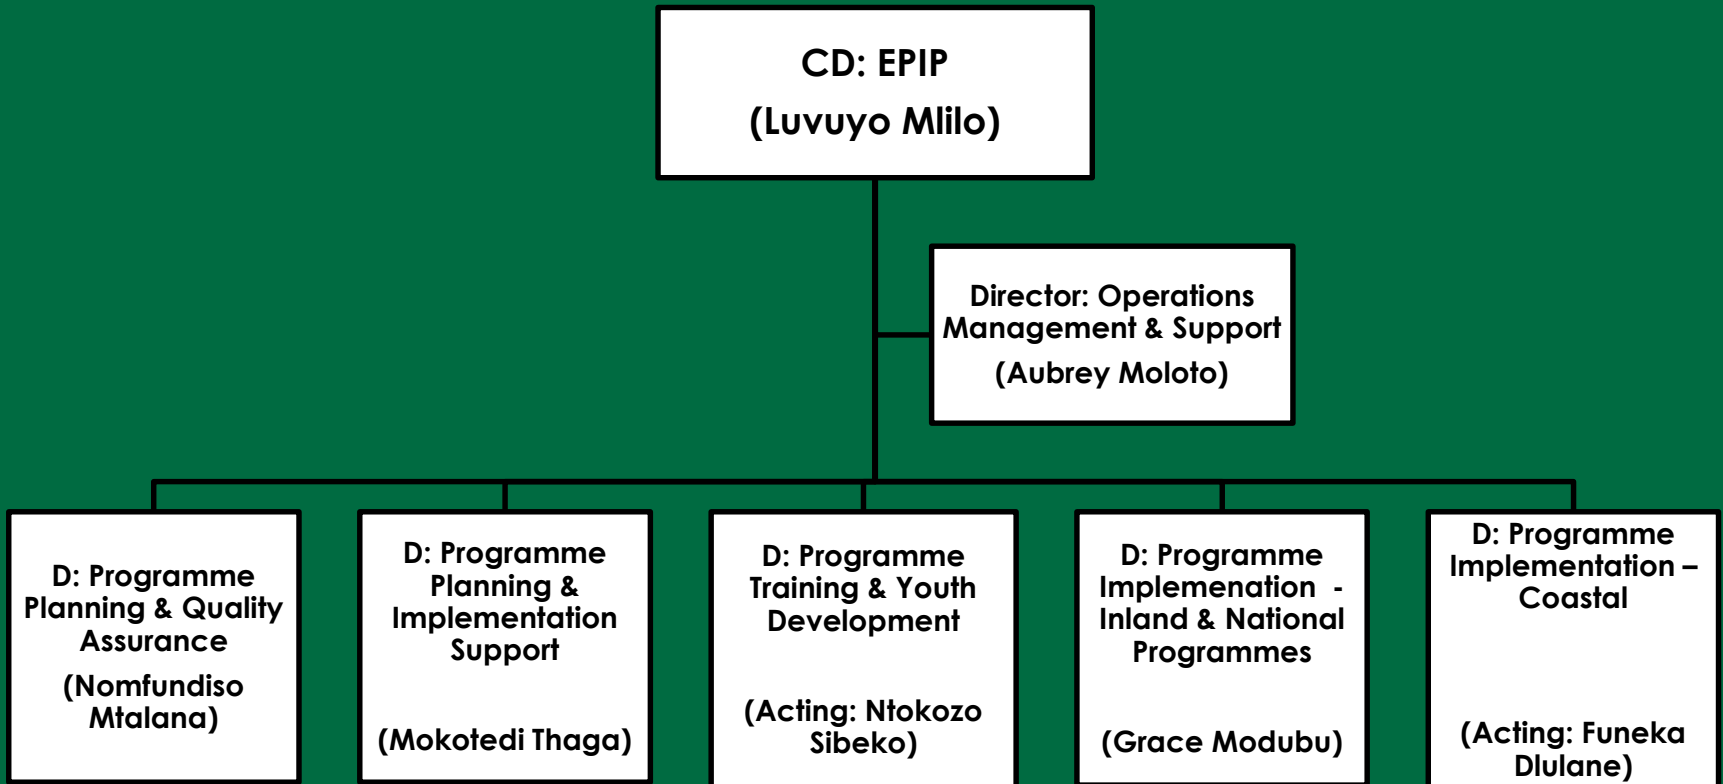 CD: EPIP
(Luvuyo Mlilo)
Director: Operations
Management & Support
(Aubrey Moloto)
D: Programme
Planning & Quality
Assurance
(Nomfundiso
Mtalana)
D: Programme
Planning &
Implementation
Support
(Mokotedi Thaga)
D: Programme
Training & Youth
Development
(Acting: Ntokozo
Sibeko)
D: Programme
Implemenation -
Inland & National
Programmes
(Grace Modubu)
D: Programme
Implementation –
Coastal
(Acting: Funeka
Dlulane)